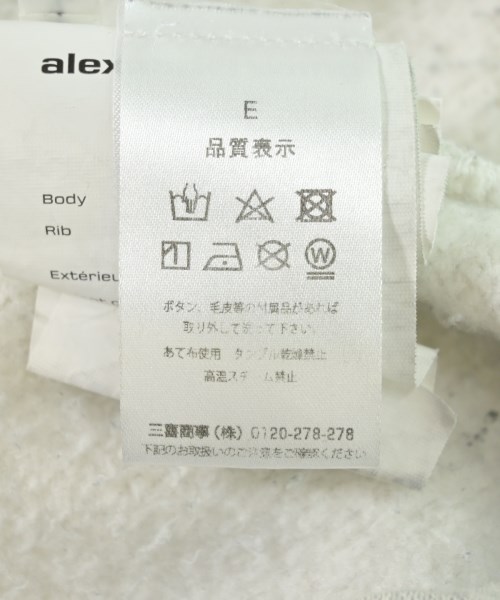 alex
E
品質表示
Body
Rib
Extérieu
W
ボタン、毛皮等の付属品があれば
取り外して洗って下さい。
あて布使用 タンブル乾燥禁止
高温スチーム禁止
三喜商事(株) 0120-278-278
下記のお取扱いのご注意をご確認ください